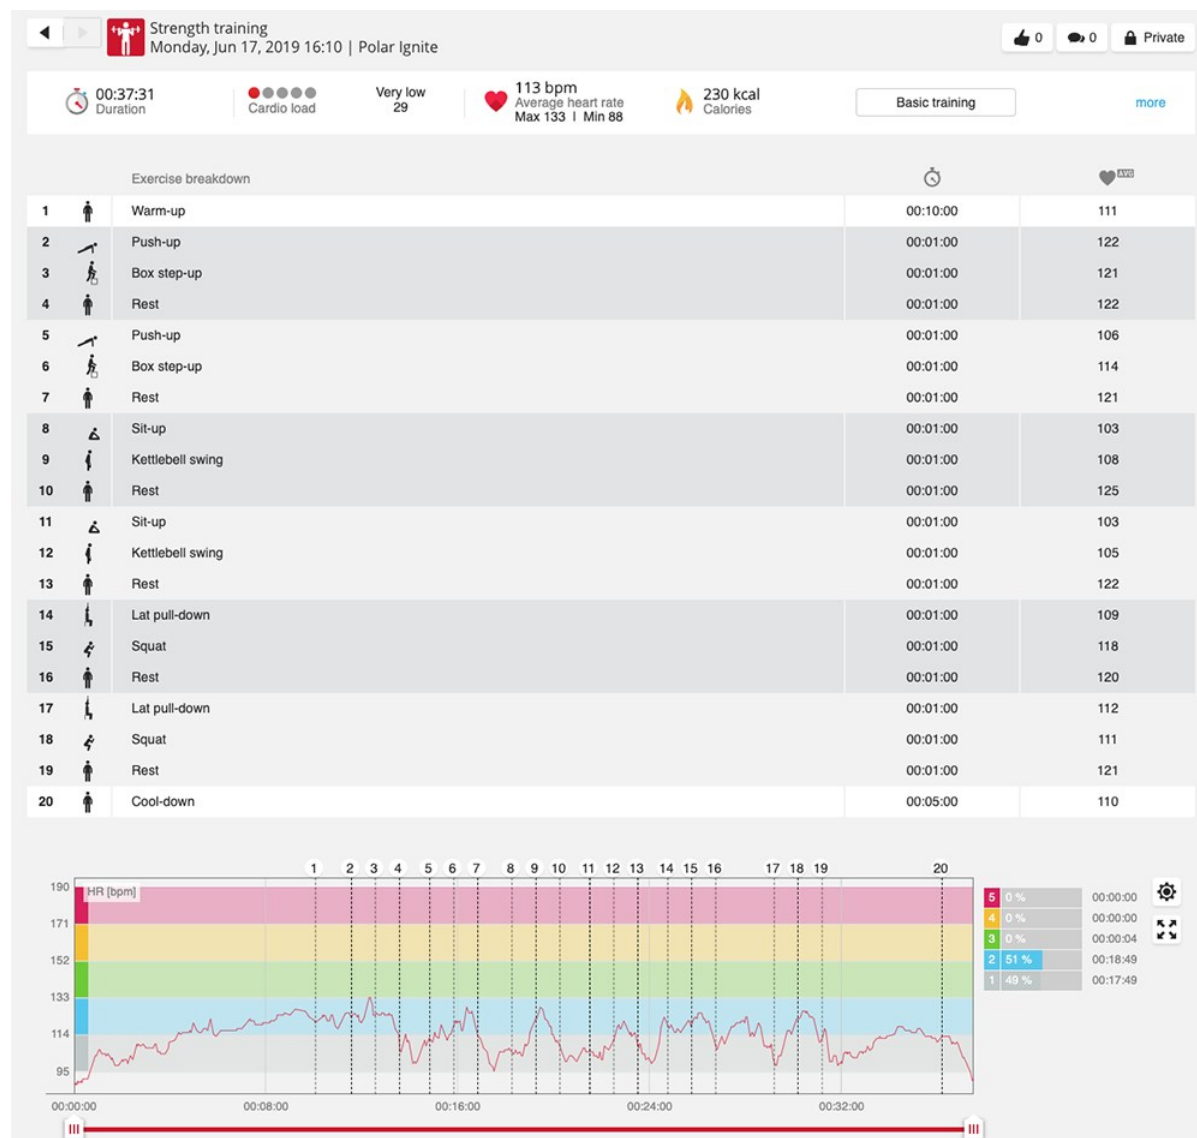 Strength training
Monday, Jun 17, 2019 16:10 | Polar Ignite
0 0 Private
00:37:31
Duration
Cardio load
Very low
29
113 bpm
Average heart rate
Max 133 | Min 88
230 kcal
Calories
Basic training
more
Exercise breakdown AVG
1 Warm-up 00:10:00 111
2 Push-up 00:01:00 122
3 Box step-up 00:01:00 121
4 Rest 00:01:00 122
5 Push-up 00:01:00 106
6 Box step-up 00:01:00 114
7 Rest 00:01:00 121
8 Sit-up 00:01:00 103
9 Kettlebell swing 00:01:00 108
10 Rest 00:01:00 125
11 Sit-up 00:01:00 103
12 Kettlebell swing 00:01:00 105
13 Rest 00:01:00 122
14 Lat pull-down 00:01:00 109
15 Squat 00:01:00 118
16 Rest 00:01:00 120
17 Lat pull-down 00:01:00 112
18 Squat 00:01:00 111
19 Rest 00:01:00 121
20 Cool-down 00:05:00 110
1 2 3 4 5 6 7 8 9 10 11 12 13 14 15 16 17 18 19 20
HR [bpm]
190
171
152
133
114
95
00:00:00 00:08:00 00:16:00 00:24:00 00:32:00
5 0 % 00:00:00
4 0 % 00:00:00
3 0 % 00:00:04
2 51 % 00:18:49
1 49 % 00:17:49